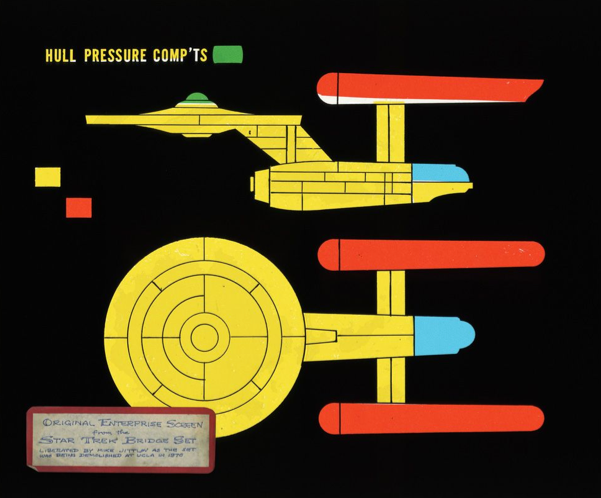 HULL PRESSURE COMP'TS
ORIGINAL ENTERPRISE SCREEN
from the
STAR TREK BRIDGE SET
LIBERATED BY MIKE JITTLOV AS THE SET
WAS BEING DEMOLISHED AT UCLA IN 1970